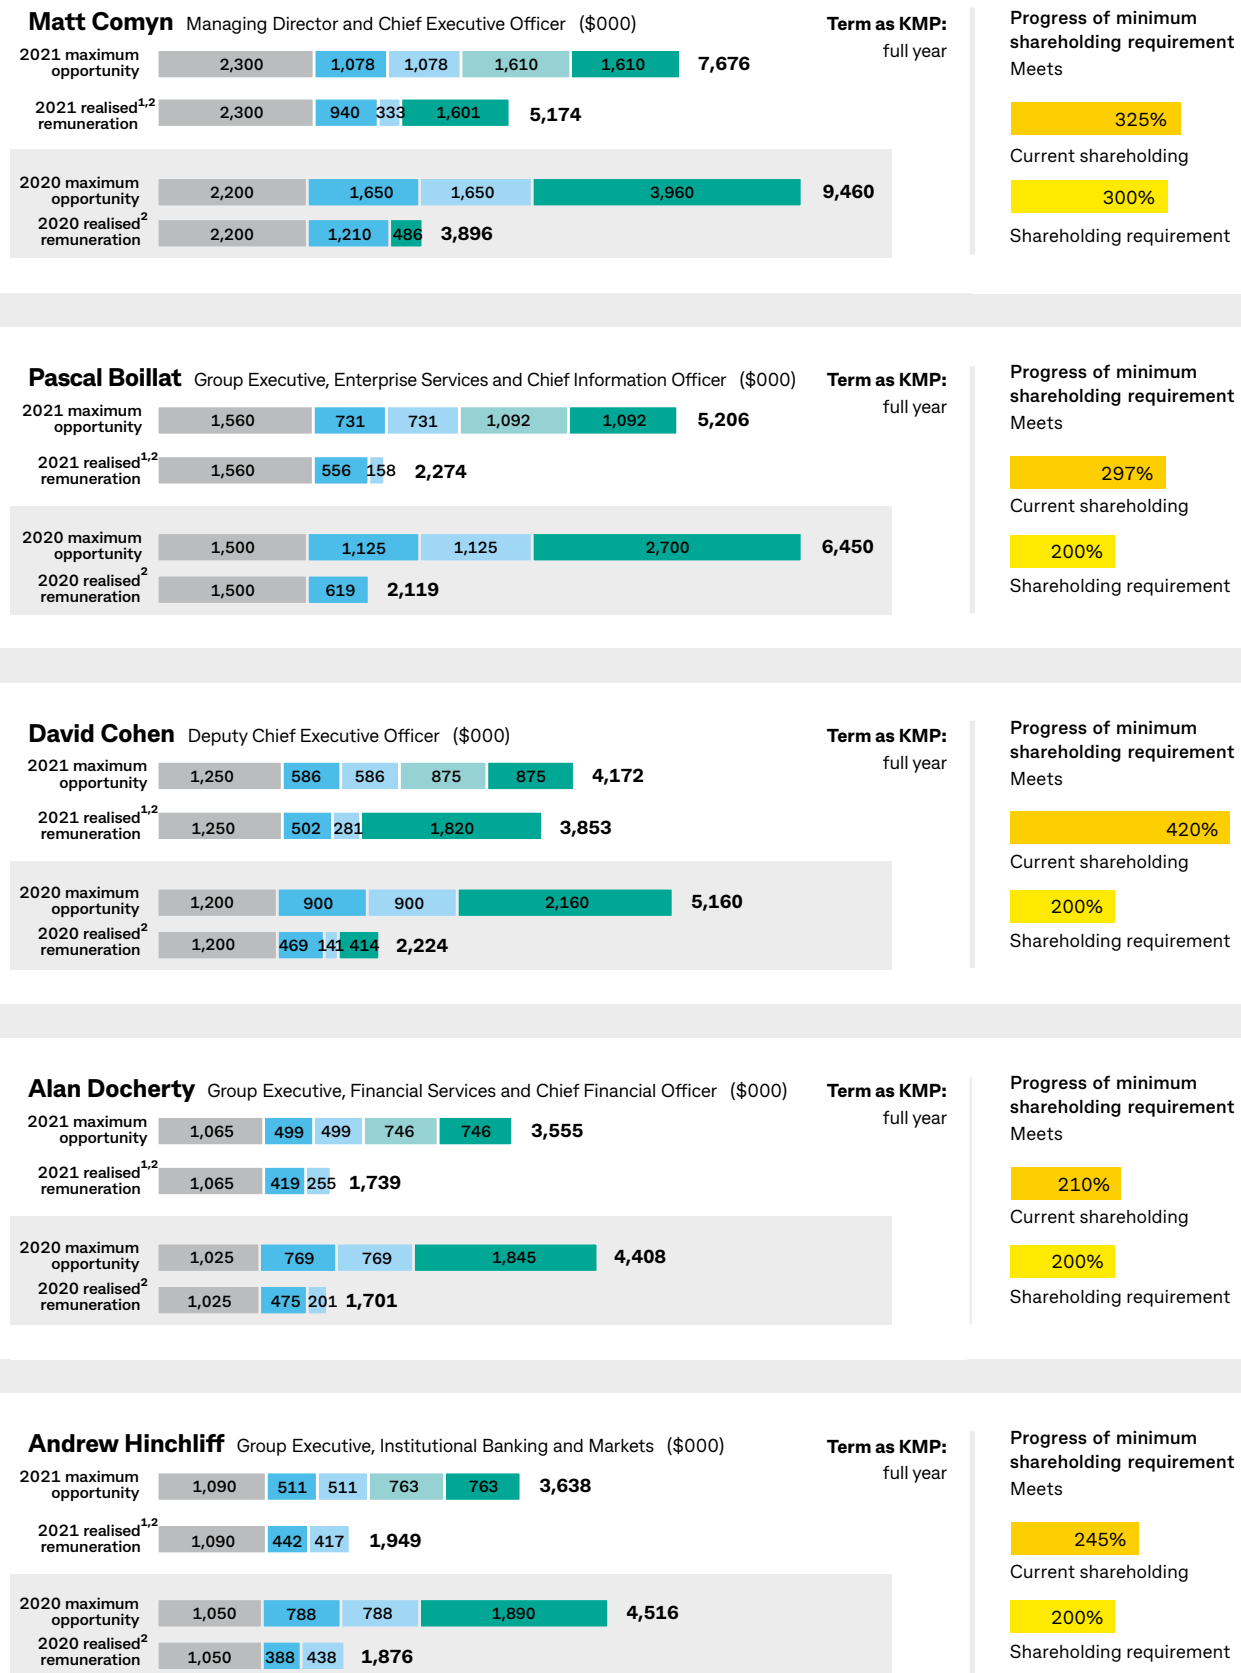 Matt Comyn Managing Director and Chief Executive Officer ($000)
Term as KMP:
full year
2021 maximum
opportunity
2,300 1,078 1,078 1,610 1,610 7,676
2021 realised1,2
remuneration
2,300 940 333 1,601 5,174
2020 maximum
opportunity
2,200 1,650 1,650 3,960 9,460
2020 realised2
remuneration
2,200 1,210 486 3,896
Progress of minimum
shareholding requirement
Meets
325%
Current shareholding
300%
Shareholding requirement
Pascal Boillat Group Executive, Enterprise Services and Chief Information Officer ($000)
Term as KMP:
full year
2021 maximum
opportunity
1,560 731 731 1,092 1,092 5,206
2021 realised1,2
remuneration
1,560 556 158 2,274
2020 maximum
opportunity
1,500 1,125 1,125 2,700 6,450
2020 realised2
remuneration
1,500 619 2,119
Progress of minimum
shareholding requirement
Meets
297%
Current shareholding
200%
Shareholding requirement
David Cohen Deputy Chief Executive Officer ($000)
Term as KMP:
full year
2021 maximum
opportunity
1,250 586 586 875 875 4,172
2021 realised1,2
remuneration
1,250 502 281 1,820 3,853
2020 maximum
opportunity
1,200 900 900 2,160 5,160
2020 realised2
remuneration
1,200 469 141 414 2,224
Progress of minimum
shareholding requirement
Meets
420%
Current shareholding
200%
Shareholding requirement
Alan Docherty Group Executive, Financial Services and Chief Financial Officer ($000)
Term as KMP:
full year
2021 maximum
opportunity
1,065 499 499 746 746 3,555
2021 realised1,2
remuneration
1,065 419 255 1,739
2020 maximum
opportunity
1,025 769 769 1,845 4,408
2020 realised2
remuneration
1,025 475 201 1,701
Progress of minimum
shareholding requirement
Meets
210%
Current shareholding
200%
Shareholding requirement
Andrew Hinchliff Group Executive, Institutional Banking and Markets ($000)
Term as KMP:
full year
2021 maximum
opportunity
1,090 511 511 763 763 3,638
2021 realised1,2
remuneration
1,090 442 417 1,949
2020 maximum
opportunity
1,050 788 788 1,890 4,516
2020 realised2
remuneration
1,050 388 438 1,876
Progress of minimum
shareholding requirement
Meets
245%
Current shareholding
200%
Shareholding requirement